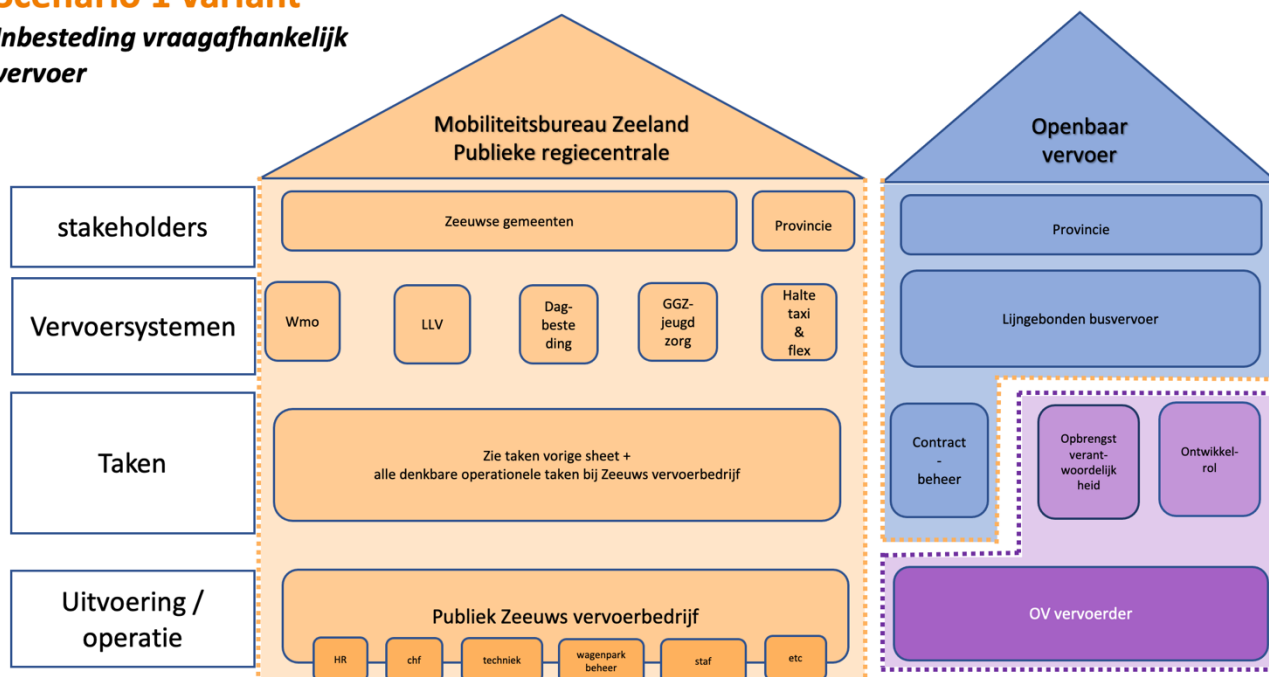 Scenario 1 variant
Inbesteding vraagafhankelijk
vervoer
Mobiliteitsbureau Zeeland
Publieke regiecentrale
Openbaar
vervoer
stakeholders
Zeeuwse gemeenten
Provincie
Provincie
Vervoersystemen
Wmo
LLV
Dag-
beste
ding
GGZ-
jeugd
zorg
Halte
taxi
&
flex
Lijngebonden busvervoer
Taken
Zie taken vorige sheet +
alle denkbare operationele taken bij Zeeuws vervoerbedrijf
Contract
-
beheer
Opbrengst
verant-
woordelijk
heid
Ontwikkel-
rol
Uitvoering /
operatie
Publiek Zeeuws vervoerbedrijf
HR
chf
techniek
wagenpark
beheer
staf
etc
OV vervoerder